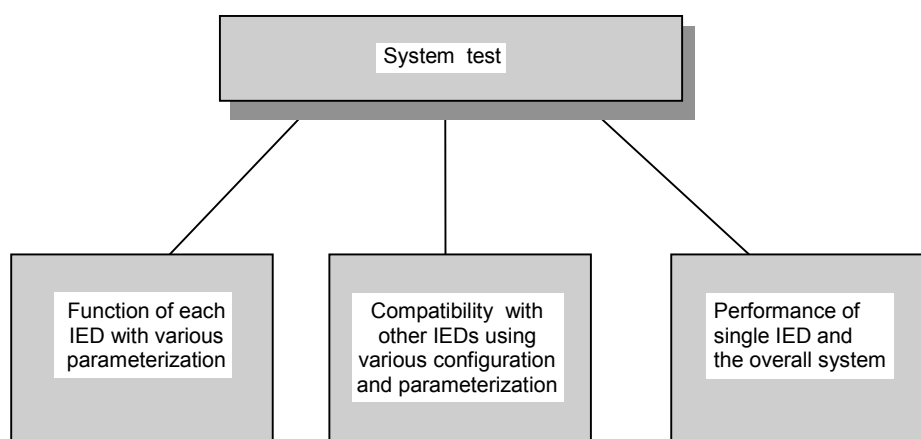 System test
Function of each
IED with various
parameterization
Compatibility with
other IEDs using
various configuration
and parameterization
Performance of
single IED and
the overall system